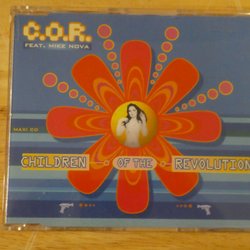 C.O.R.
FEAT. MIKE NOVA
MAXI CD
CHILDREN OF THE REVOLUTION